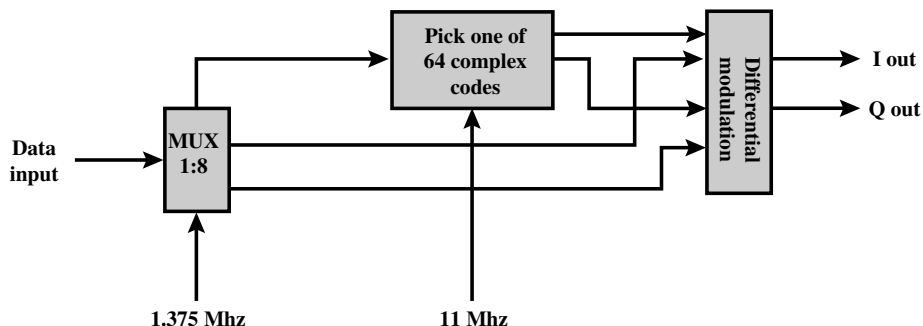 Pick one of
64 complex
codes
Differential
modulation
I out
Q out
MUX
1:8
Data
input
1.375 Mhz
11 Mhz